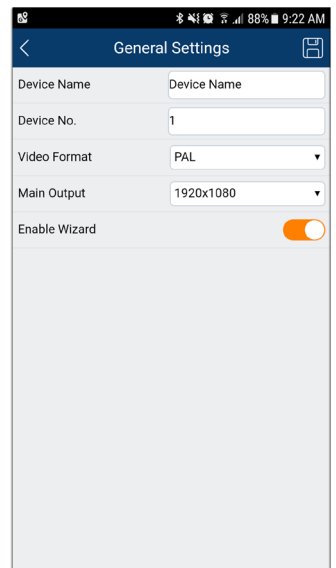 88% 9:22 AM
General Settings
Device Name Device Name
Device No. 1
Video Format PAL
Main Output 1920x1080
Enable Wizard